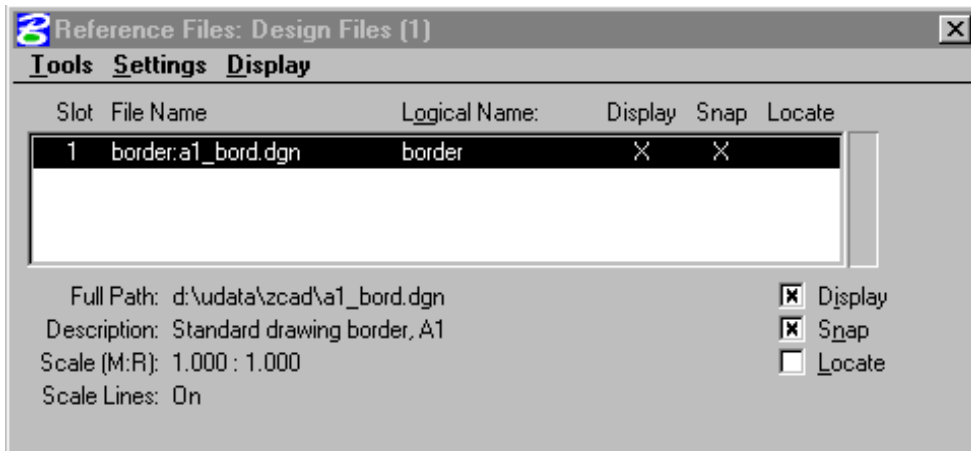 Reference Files: Design Files (1)
Tools Settings Display
Slot File Name Logical Name: Display Snap Locate
1 border:a1_bord.dgn border X X
Full Path: d:\udata\zcad\a1_bord.dgn Display
Description: Standard drawing border, A1 Snap
Scale (M:R): 1.000 : 1.000 Locate
Scale Lines: On